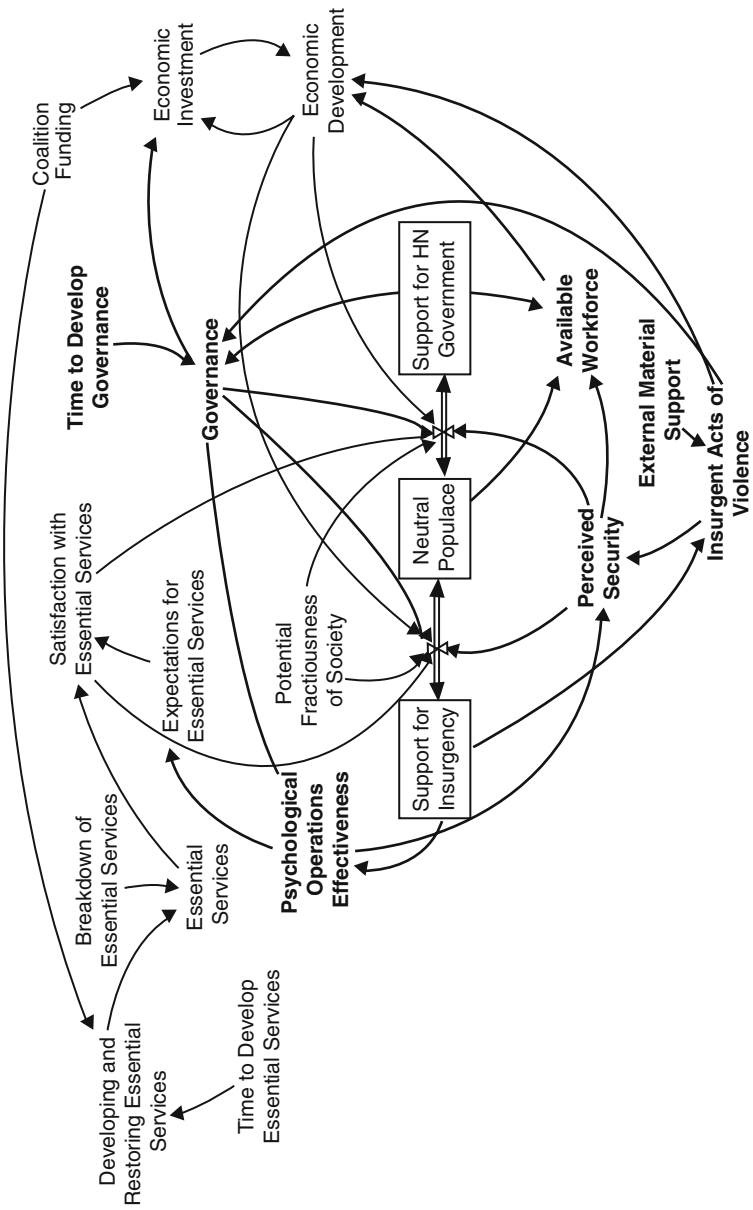 Coalition
Funding
Economic
Investment
Economic
Development
Time to Develop
Governance
Governance
Satisfaction with
Essential Services
Expectations for
Essential Services
Breakdown of
Essential Services
Essential
Services
Developing and
Restoring Essential
Services
Time to Develop
Essential Services
Psychological
Operations
Effectiveness
Potential
Fractiousness
of Society
Support for
Insurgency
Neutral
Populace
Support for HN
Government
Perceived
Security
Available
Workforce
External Material
Support
Insurgent Acts of
Violence